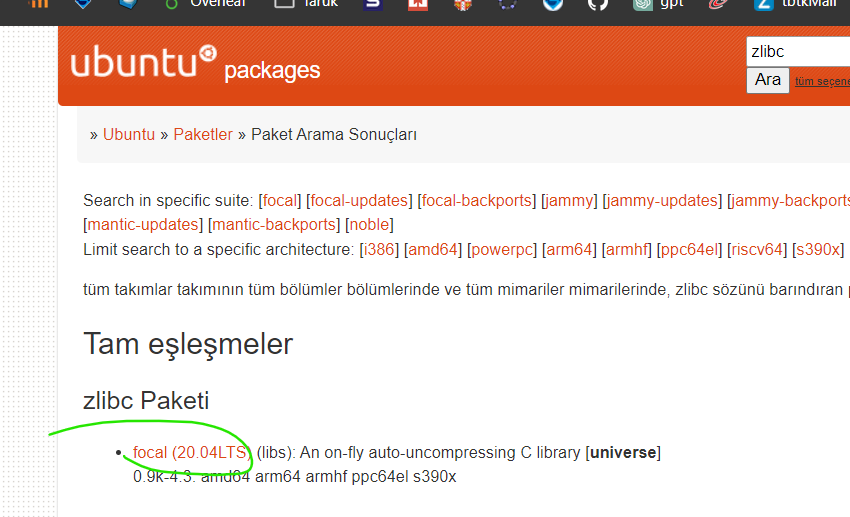 Overleaf
faruk
gpt
tbtkMail
ubuntu packages
zlibc
Ara tüm seçene
» Ubuntu » Paketler » Paket Arama Sonuçları
Search in specific suite: [focal] [focal-updates] [focal-backports] [jammy] [jammy-updates] [jammy-backports
[mantic-updates] [mantic-backports] [noble]
Limit search to a specific architecture: [i386] [amd64] [powerpc] [arm64] [armhf] [ppc64el] [riscv64] [s390x]
tüm takımlar takımının tüm bölümler bölümlerinde ve tüm mimariler mimarilerinde, zlibc sözünü barındıran
Tam eşleşmeler
zlibc Paketi
focal (20.04LTS) (libs): An on-fly auto-uncompressing C library [universe]
0.9k-4.3: amd64 arm64 armhf ppc64el s390x